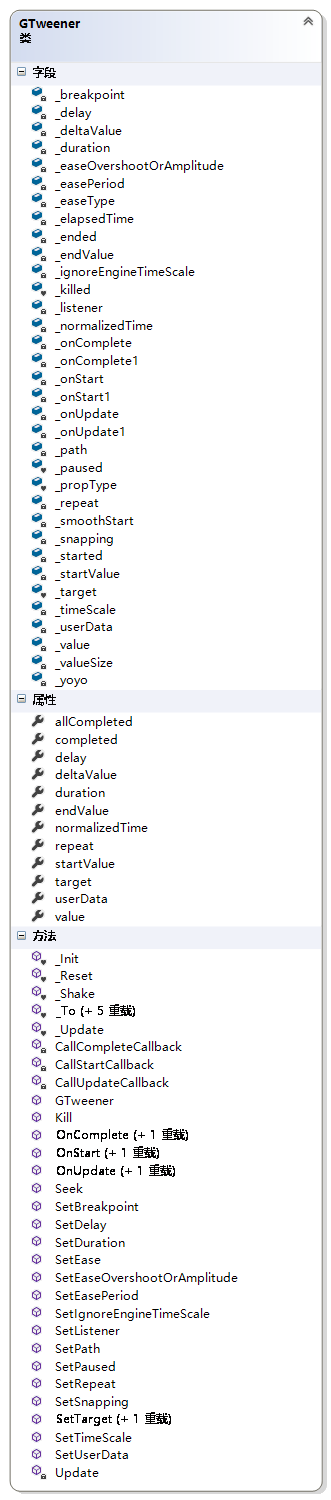 GTweener
类
字段
_breakpoint
_delay
_deltaValue
_duration
_easeOvershootOrAmplitude
_easePeriod
_easeType
_elapsedTime
_ended
_endValue
_ignoreEngineTimeScale
_killed
_listener
_normalizedTime
_onComplete
_onComplete1
_onStart
_onStart1
_onUpdate
_onUpdate1
_path
_paused
_propType
_repeat
_smoothStart
_snapping
_started
_startValue
_target
_timeScale
_userData
_value
_valueSize
_yoyo
属性
allCompleted
completed
delay
deltaValue
duration
endValue
normalizedTime
repeat
startValue
target
userData
value
方法
_Init
_Reset
_Shake
_To (+ 5 重载)
_Update
CallCompleteCallback
CallStartCallback
CallUpdateCallback
GTweener
Kill
OnComplete (+ 1 重载)
OnStart (+ 1 重载)
OnUpdate (+ 1 重载)
Seek
SetBreakpoint
SetDelay
SetDuration
SetEase
SetEaseOvershootOrAmplitude
SetEasePeriod
SetIgnoreEngineTimeScale
SetListener
SetPath
SetPaused
SetRepeat
SetSnapping
SetTarget (+ 1 重载)
SetTimeScale
SetUserData
Update